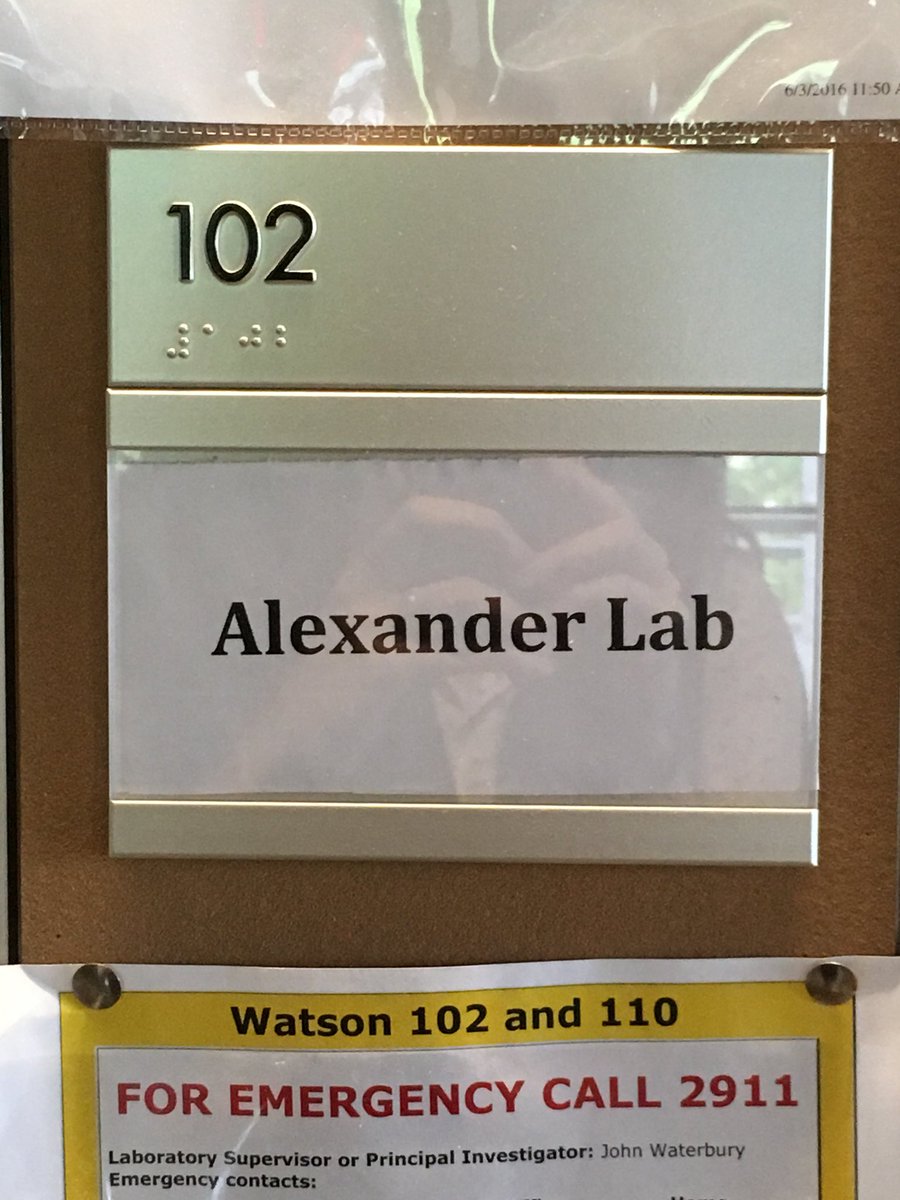 6/3/2016 11:50
102
⠼⠁⠚⠃
Alexander Lab
Watson 102 and 110
FOR EMERGENCY CALL 2911
Laboratory Supervisor or Principal Investigator: John Waterbury
Emergency contacts: